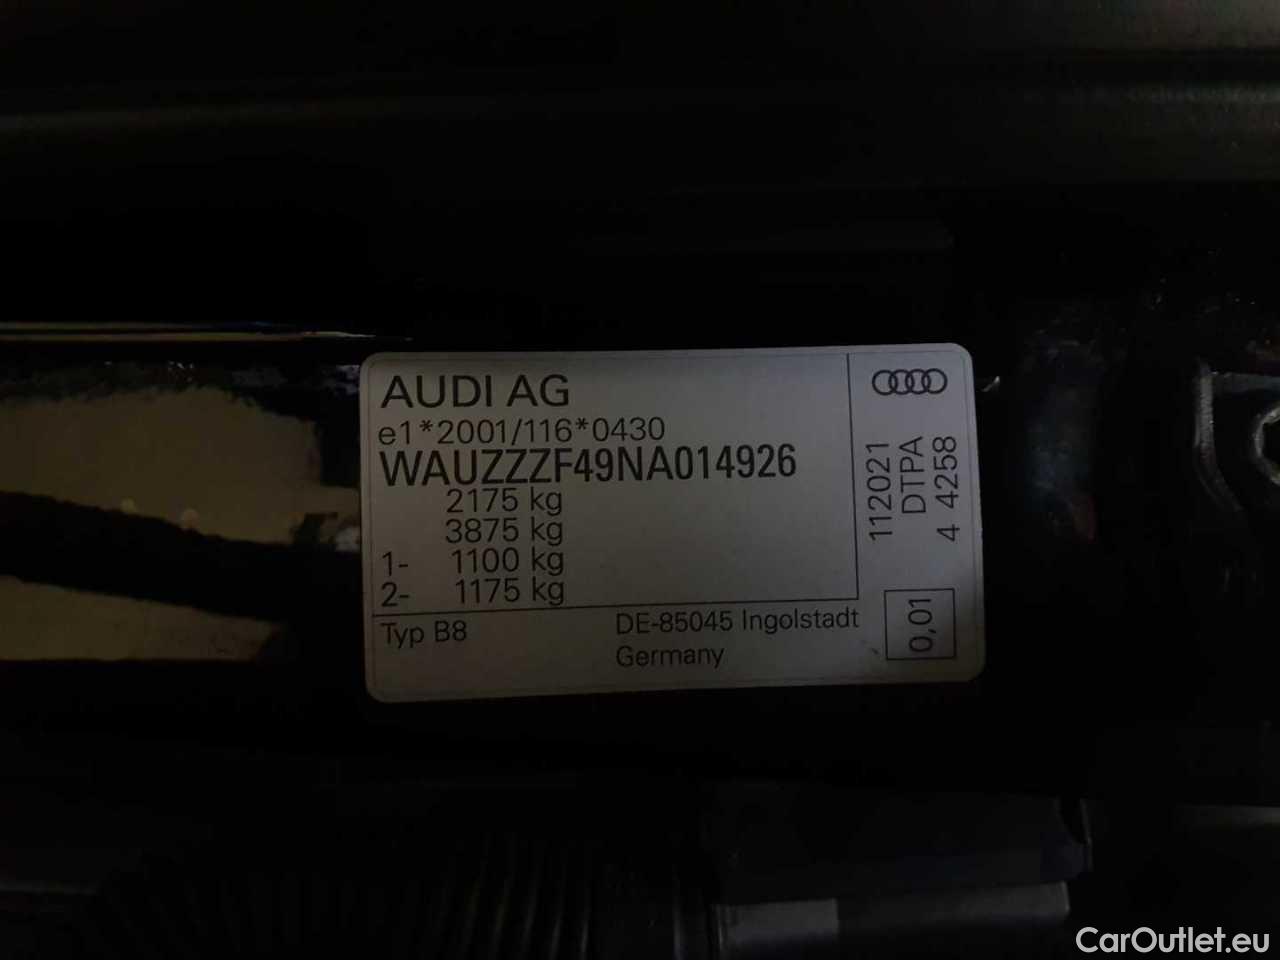 AUDI AG
e1*2001/116*0430
WAUZZZF49NA014926
2175 kg
3875 kg
1- 1100 kg
2- 1175 kg
Typ B8
DE-85045 Ingolstadt
Germany
112021
DTPA
4 4258
0,01
CarOutlet.eu